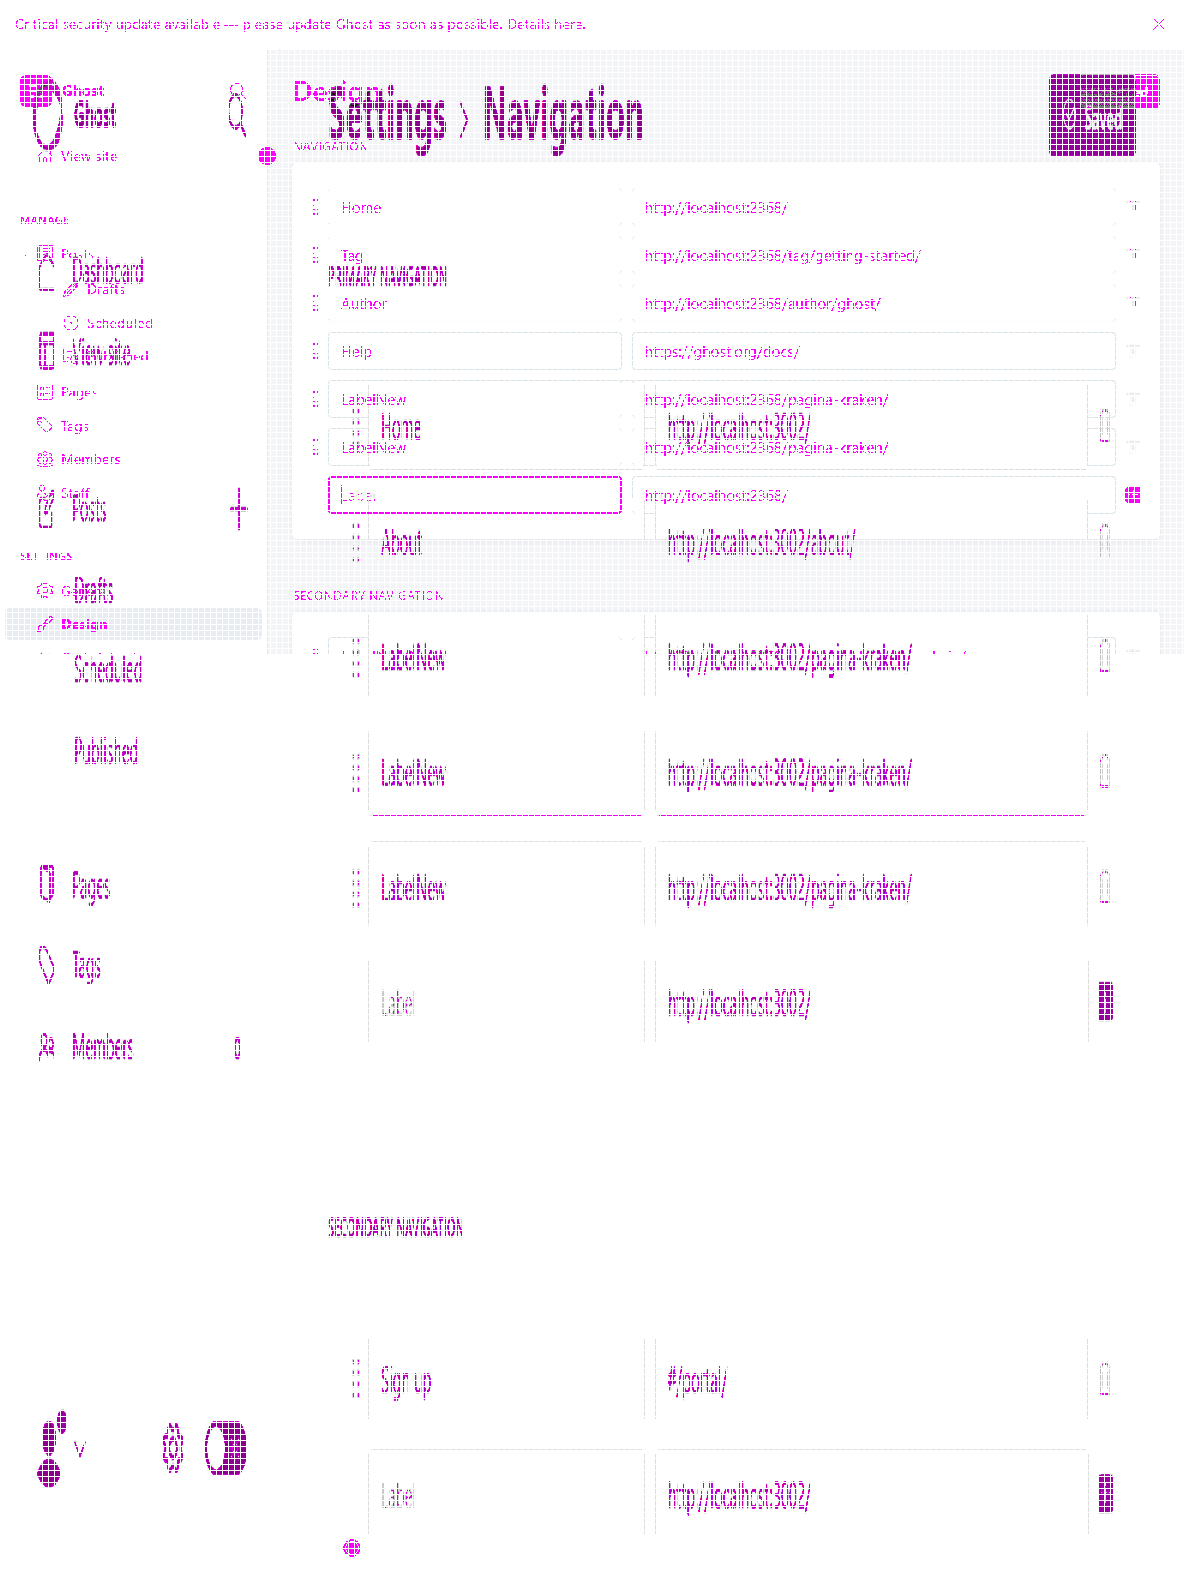 Critical security update available — please update Ghost as soon as possible. Details here.
Ghost
Ghost
Design
Settings > Navigation
View site
NAVIGATION
Home http://localhost:2368/
MANAGE
Posts
Tag http://localhost:2368/tag/getting-started/
Dashboard
PRIMARY NAVIGATION
Drafts
Author http://localhost:2368/author/ghost/
Scheduled
View site
Help https://ghost.org/docs/
Pages
LabelNew http://localhost:2368/pagina-kraken/
Tags
Home http://localhost:3002/
LabelNew http://localhost:2368/pagina-kraken/
Members
Staff
Label http://localhost:2368/
Posts
About http://localhost:3002/about/
SETTINGS
Drafts
SECONDARY NAVIGATION
Design
LabelNew http://localhost:3002/pagina-kraken/
Scheduled
Published
LabelNew http://localhost:3002/pagina-kraken/
Pages
LabelNew http://localhost:3002/pagina-kraken/
Tags
Label http://localhost:3002/
Members 0
SECONDARY NAVIGATION
Sign up #/portal/
Label http://localhost:3002/